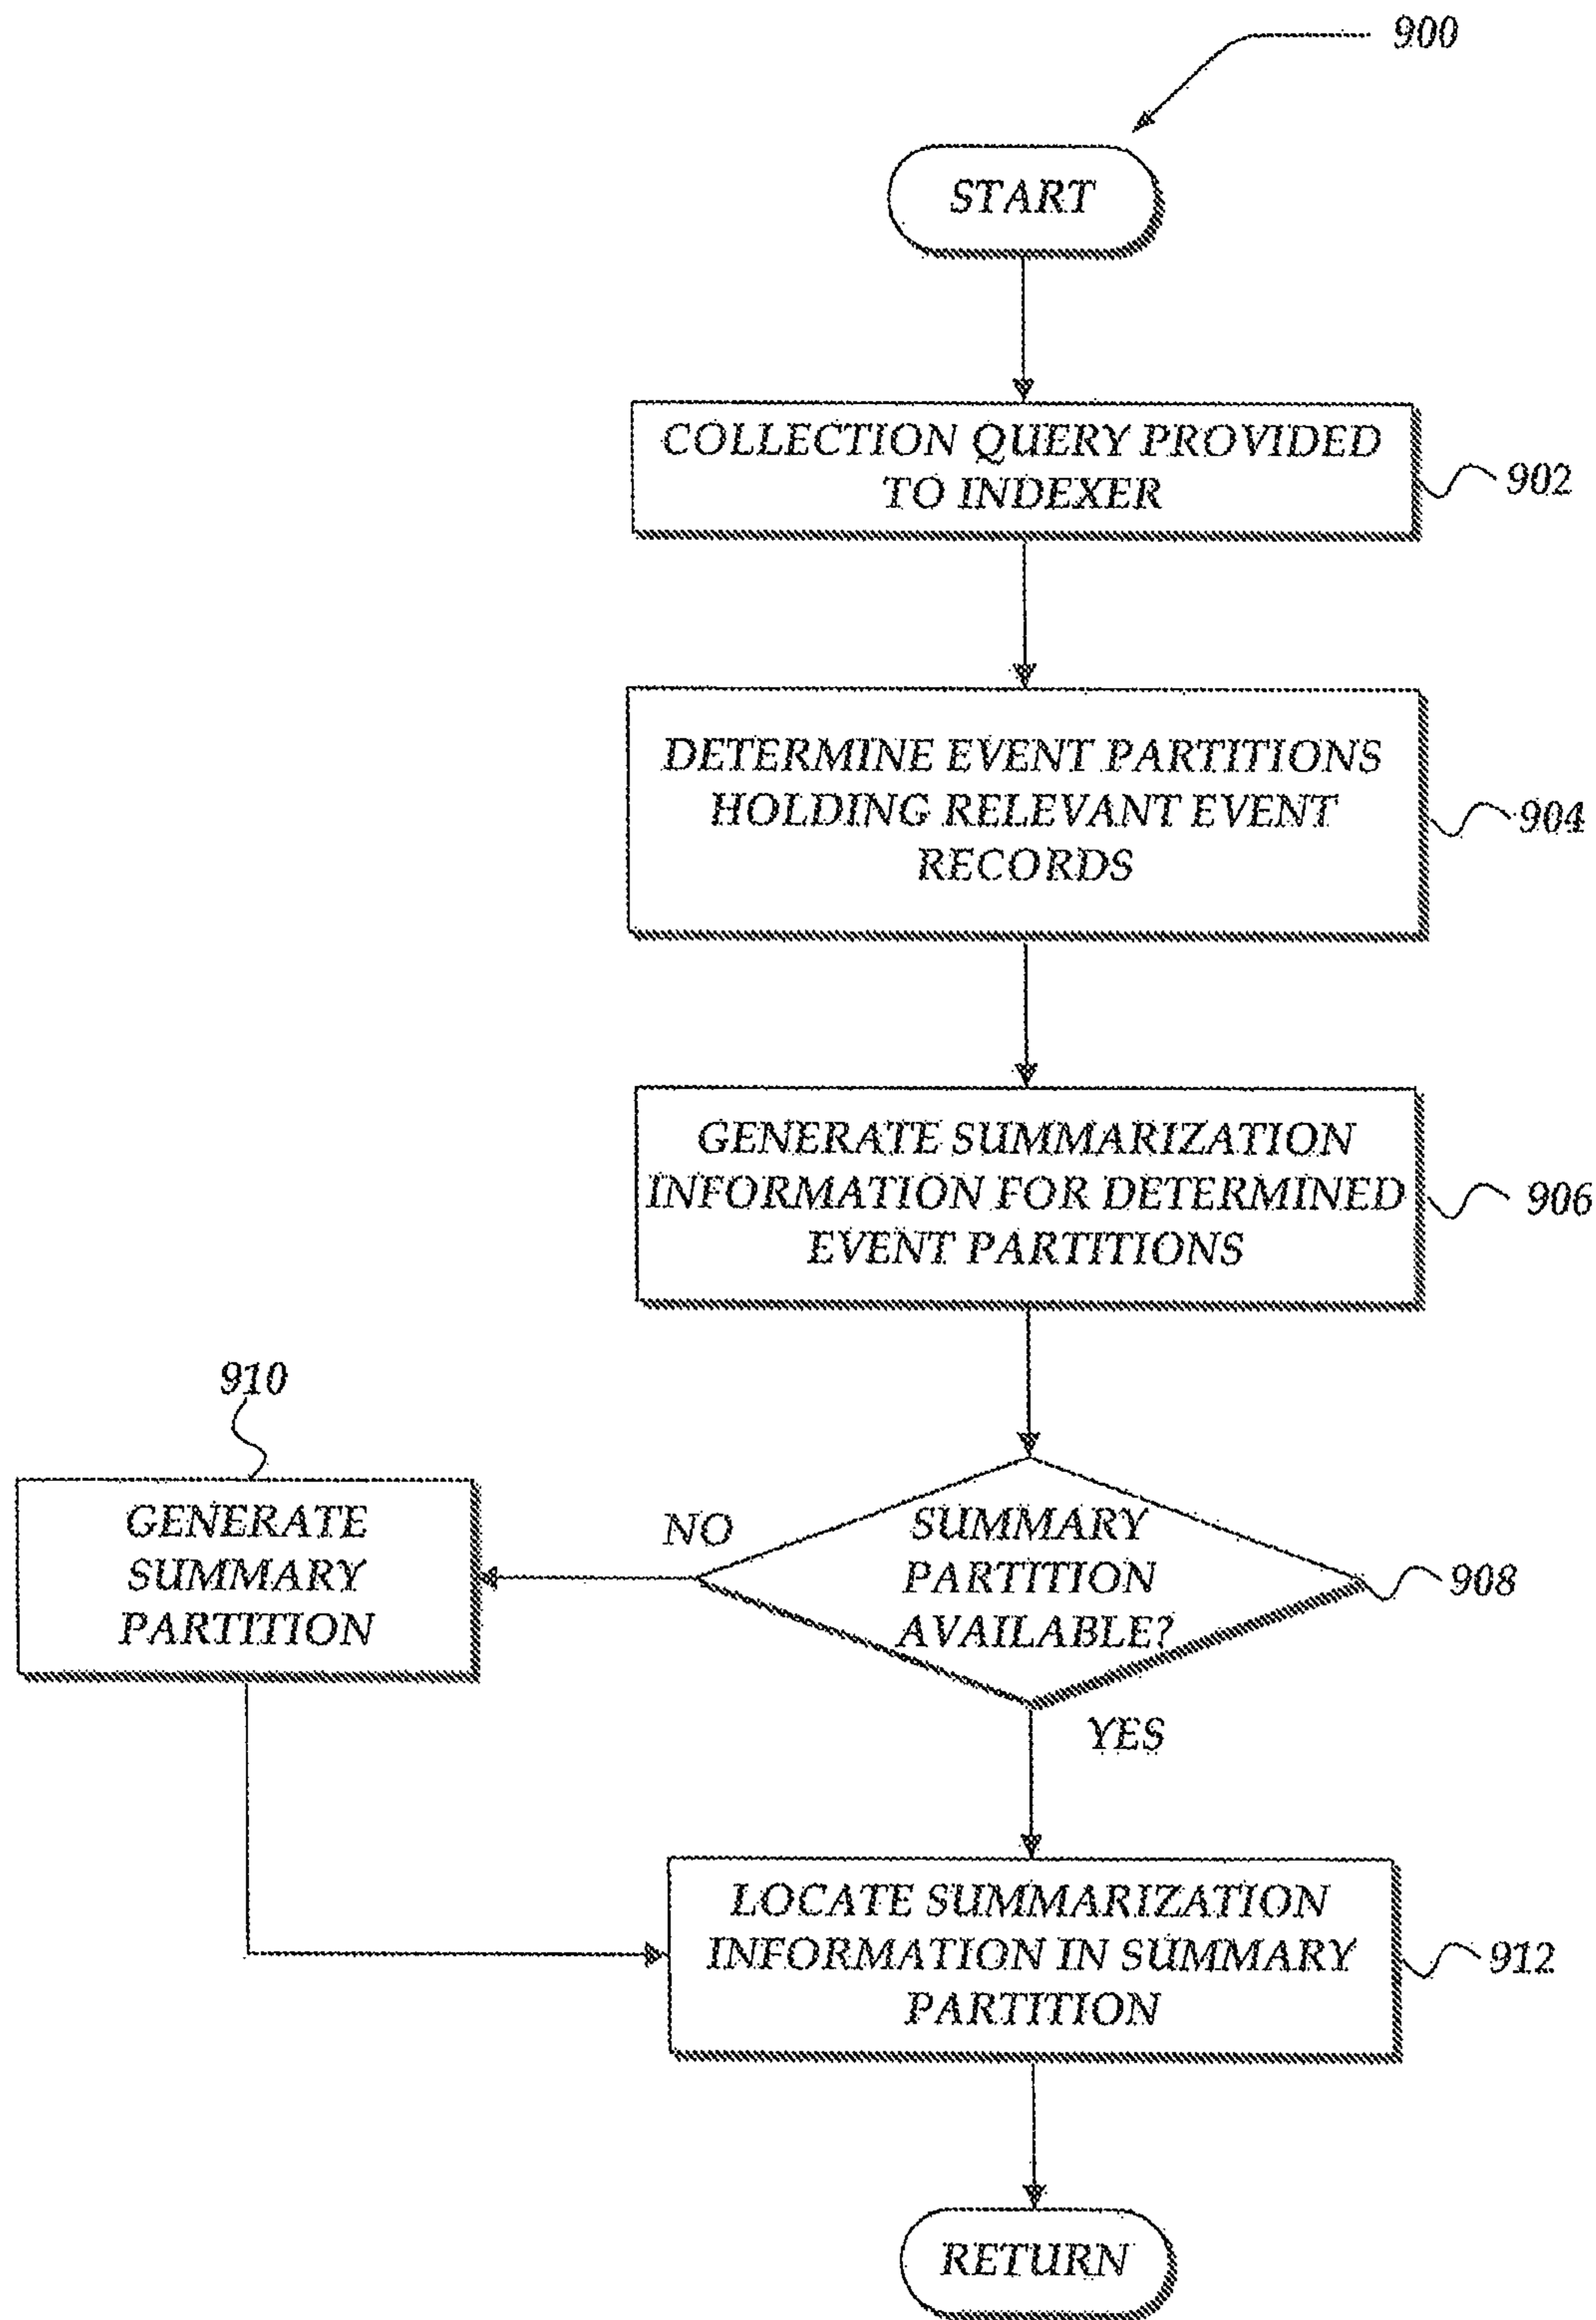 900
START
COLLECTION QUERY PROVIDED
TO INDEXER
902
DETERMINE EVENT PARTITIONS
HOLDING RELEVANT EVENT
RECORDS
904
GENERATE SUMMARIZATION
INFORMATION FOR DETERMINED
EVENT PARTITIONS
906
910
GENERATE
SUMMARY
PARTITION
NO
SUMMARY
PARTITION
AVAILABLE?
908
YES
LOCATE SUMMARIZATION
INFORMATION IN SUMMARY
PARTITION
912
RETURN